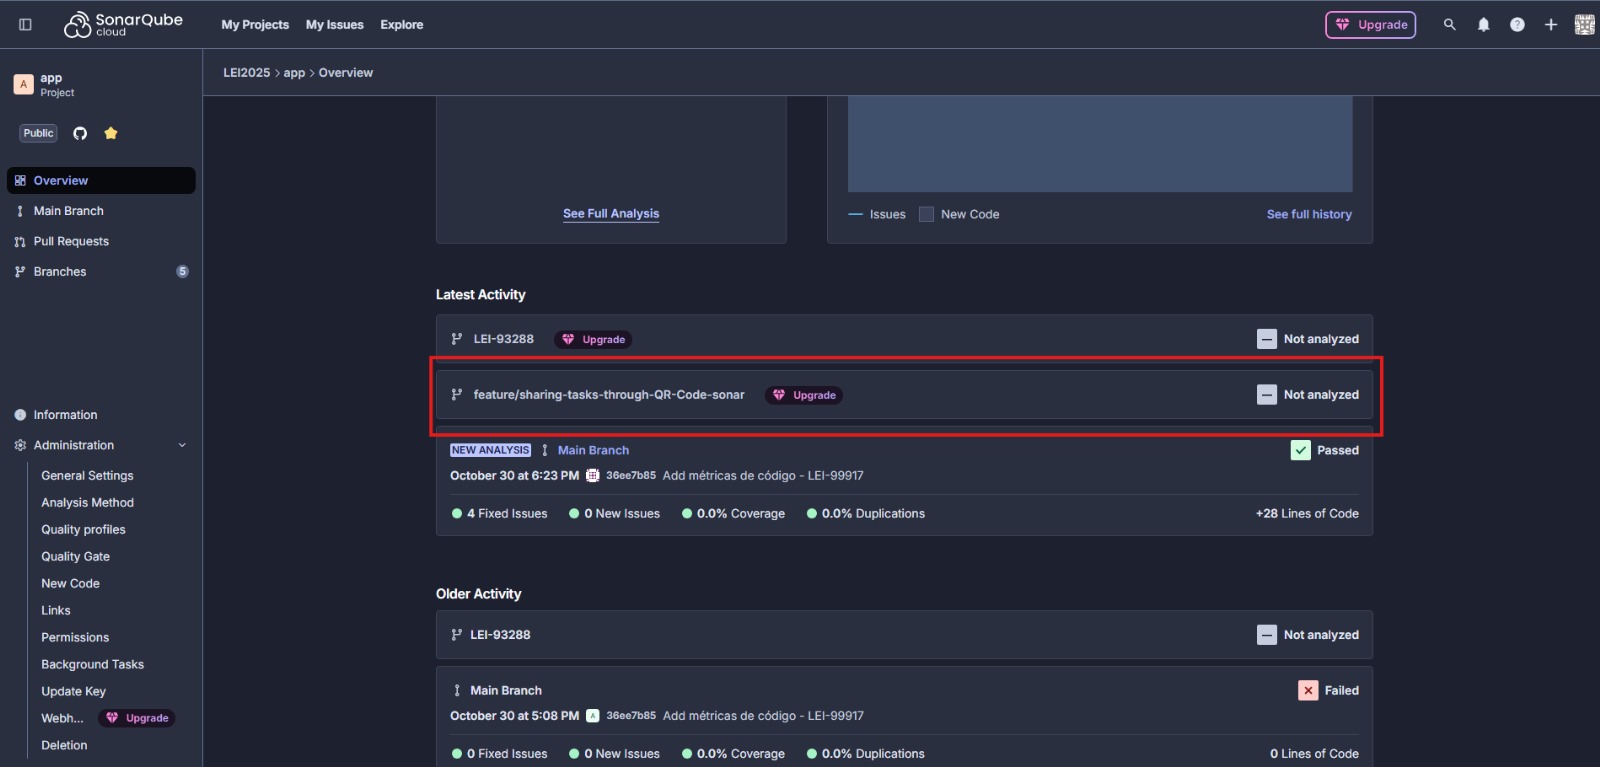 SonarQube cloud
My Projects My Issues Explore
Upgrade
LEI2025 > app > Overview
A app
Project
Public
Overview
Main Branch
Pull Requests
Branches 5
Information
Administration
General Settings
Analysis Method
Quality profiles
Quality Gate
New Code
Links
Permissions
Background Tasks
Update Key
Webh... Upgrade
Deletion
See Full Analysis
Issues New Code See full history
Latest Activity
LEI-93288 Upgrade Not analyzed
feature/sharing-tasks-through-QR-Code-sonar Upgrade Not analyzed
NEW ANALYSIS Main Branch Passed
October 30 at 6:23 PM 36ee7b85 Add métricas de código - LEI-99917
4 Fixed Issues 0 New Issues 0.0% Coverage 0.0% Duplications +28 Lines of Code
Older Activity
LEI-93288 Not analyzed
Main Branch Failed
October 30 at 5:08 PM A 36ee7b85 Add métricas de código - LEI-99917
0 Fixed Issues 0 New Issues 0.0% Coverage 0.0% Duplications 0 Lines of Code